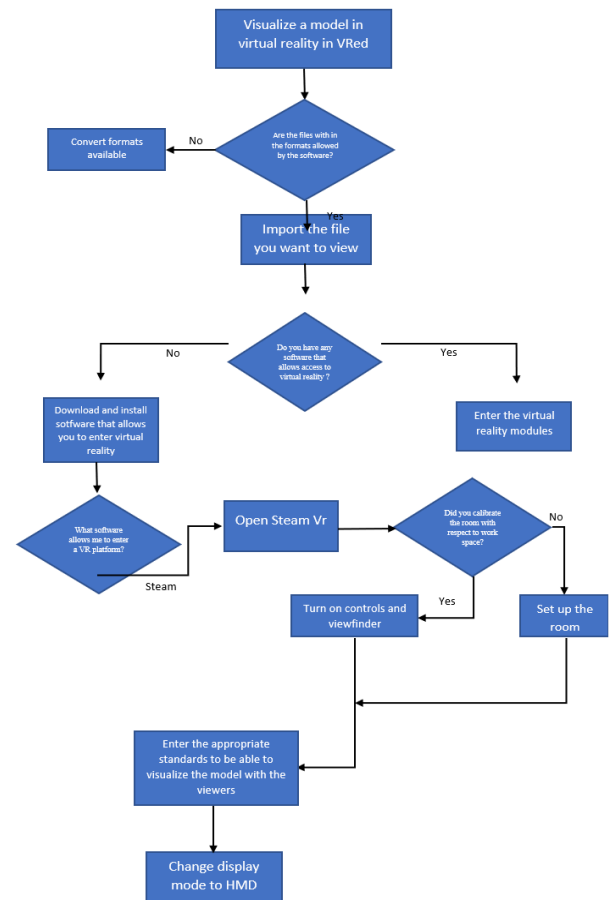 Visualize a model in
virtual reality in VRed
Are the files with in
the formats allowed
by the software?
No
Convert formats
available
Yes
Import the file
you want to view
Do you have any
software that
allows access to
virtual reality ?
No
Yes
Download and install
sotfware that allows
you to enter virtual
reality
Enter the virtual
reality modules
What software
allows me to enter
a VR platform?
Steam
Open Steam Vr
Did you calibrate
the room with
respect to work
space?
No
Yes
Turn on controls and
viewfinder
Set up the
room
Enter the appropriate
standards to be able to
visualize the model with the
viewers
Change display
mode to HMD